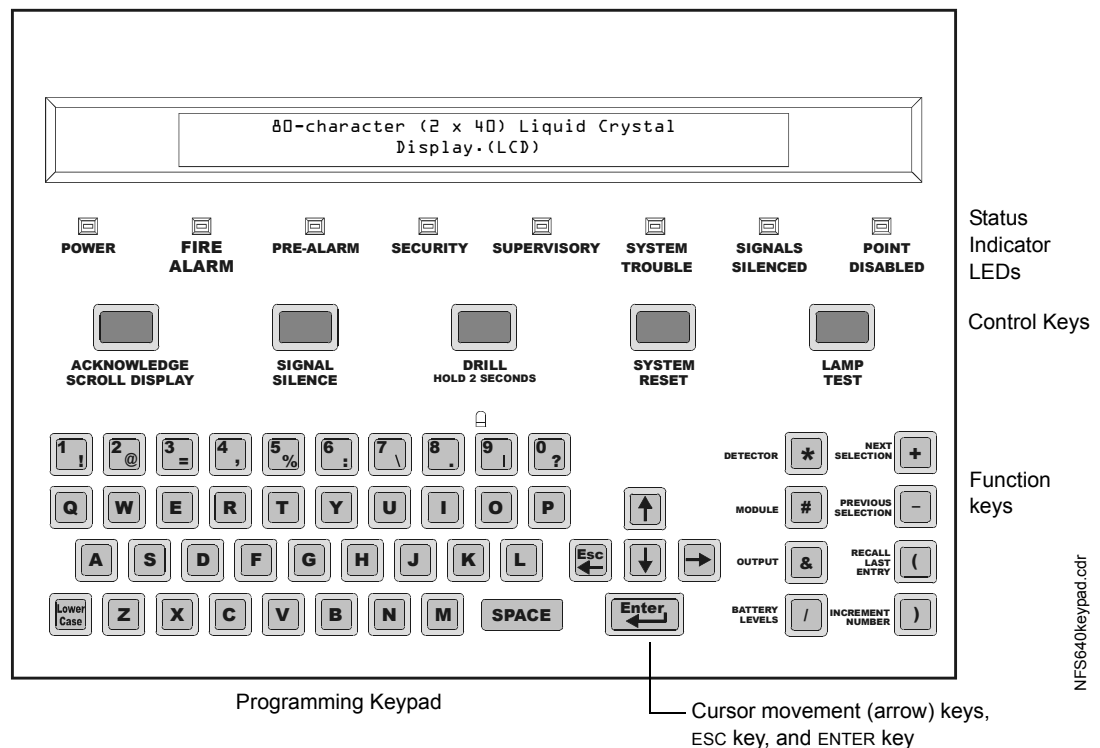 80-character (2 x 40) Liquid Crystal
Display.(LCD)
POWER
FIRE
ALARM
PRE-ALARM
SECURITY
SUPERVISORY
SYSTEM
TROUBLE
SIGNALS
SILENCED
POINT
DISABLED
Status
Indicator
LEDs
ACKNOWLEDGE
SCROLL DISPLAY
SIGNAL
SILENCE
DRILL
HOLD 2 SECONDS
SYSTEM
RESET
LAMP
TEST
Control Keys
1 ! 2 @ 3 = 4 , 5 % 6 : 7 \ 8 . 9 | 0 ?
Q W E R T Y U I O P
A S D F G H J K L
Lower
Case
Z X C V B N M SPACE
Esc
Enter
DETECTOR *
NEXT
SELECTION +
MODULE #
PREVIOUS
SELECTION –
OUTPUT &
RECALL
LAST
ENTRY (
BATTERY
LEVELS /
INCREMENT
NUMBER )
Function
keys
NFS640keypad.cdr
Programming Keypad
Cursor movement (arrow) keys,
ESC key, and ENTER key